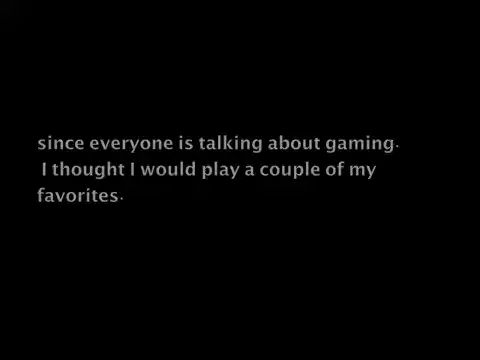 since everyone is talking about gaming.
I thought I would play a couple of my
favorites.